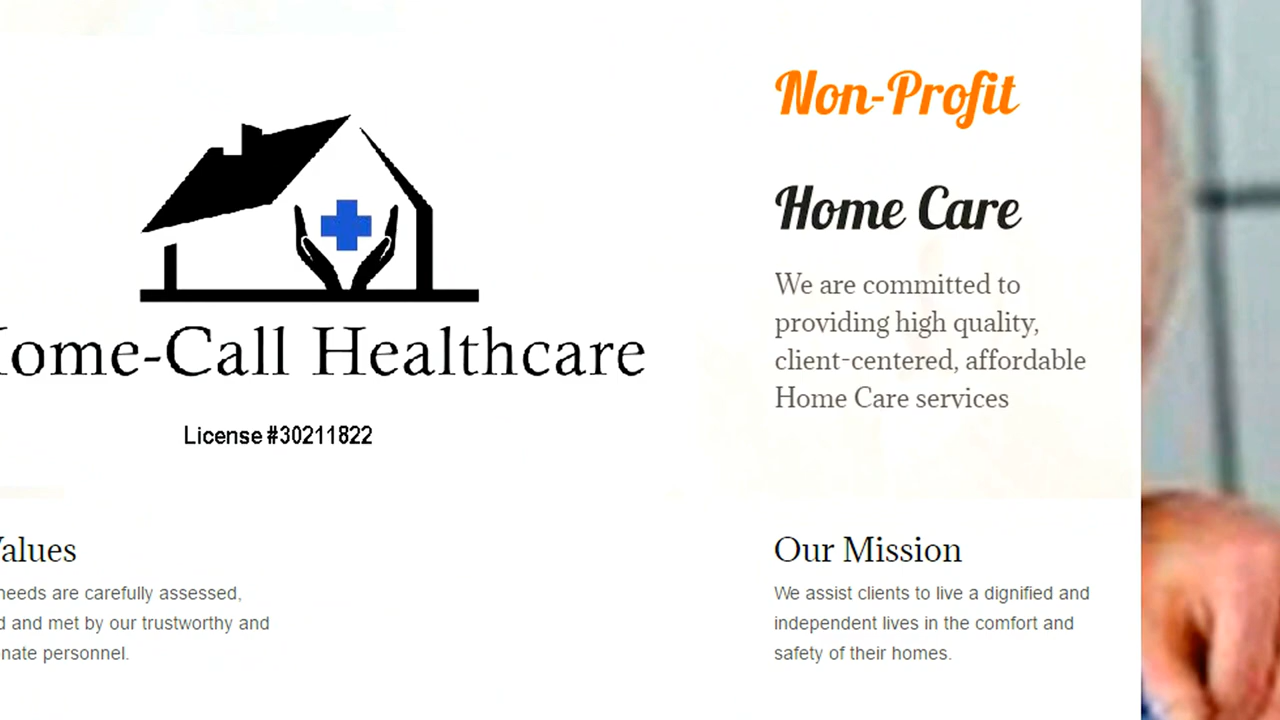 Non-Profit
Home Care
We are committed to
providing high quality,
client-centered, affordable
Home Care services
ome-Call Healthcare
License #30211822
alues
needs are carefully assessed,
d and met by our trustworthy and
nate personnel.
Our Mission
We assist clients to live a dignified and
independent lives in the comfort and
safety of their homes.